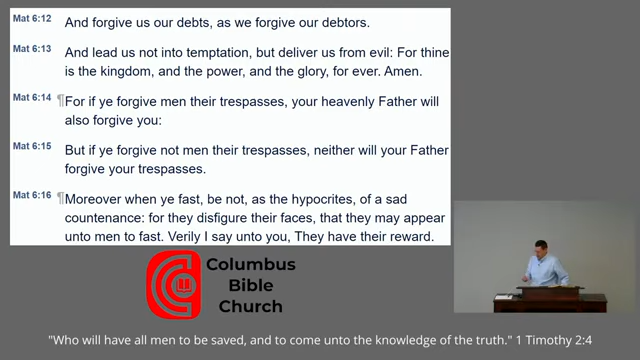 Mat 6:12 And forgive us our debts, as we forgive our debtors.
Mat 6:13 And lead us not into temptation, but deliver us from evil: For thine
is the kingdom, and the power, and the glory, for ever. Amen.
Mat 6:14 ¶For if ye forgive men their trespasses, your heavenly Father will
also forgive you:
Mat 6:15 But if ye forgive not men their trespasses, neither will your Father
forgive your trespasses.
Mat 6:16 ¶Moreover when ye fast, be not, as the hypocrites, of a sad
countenance: for they disfigure their faces, that they may appear
unto men to fast. Verily I say unto you, They have their reward.
Columbus
Bible
Church
"Who will have all men to be saved, and to come unto the knowledge of the truth." 1 Timothy 2:4